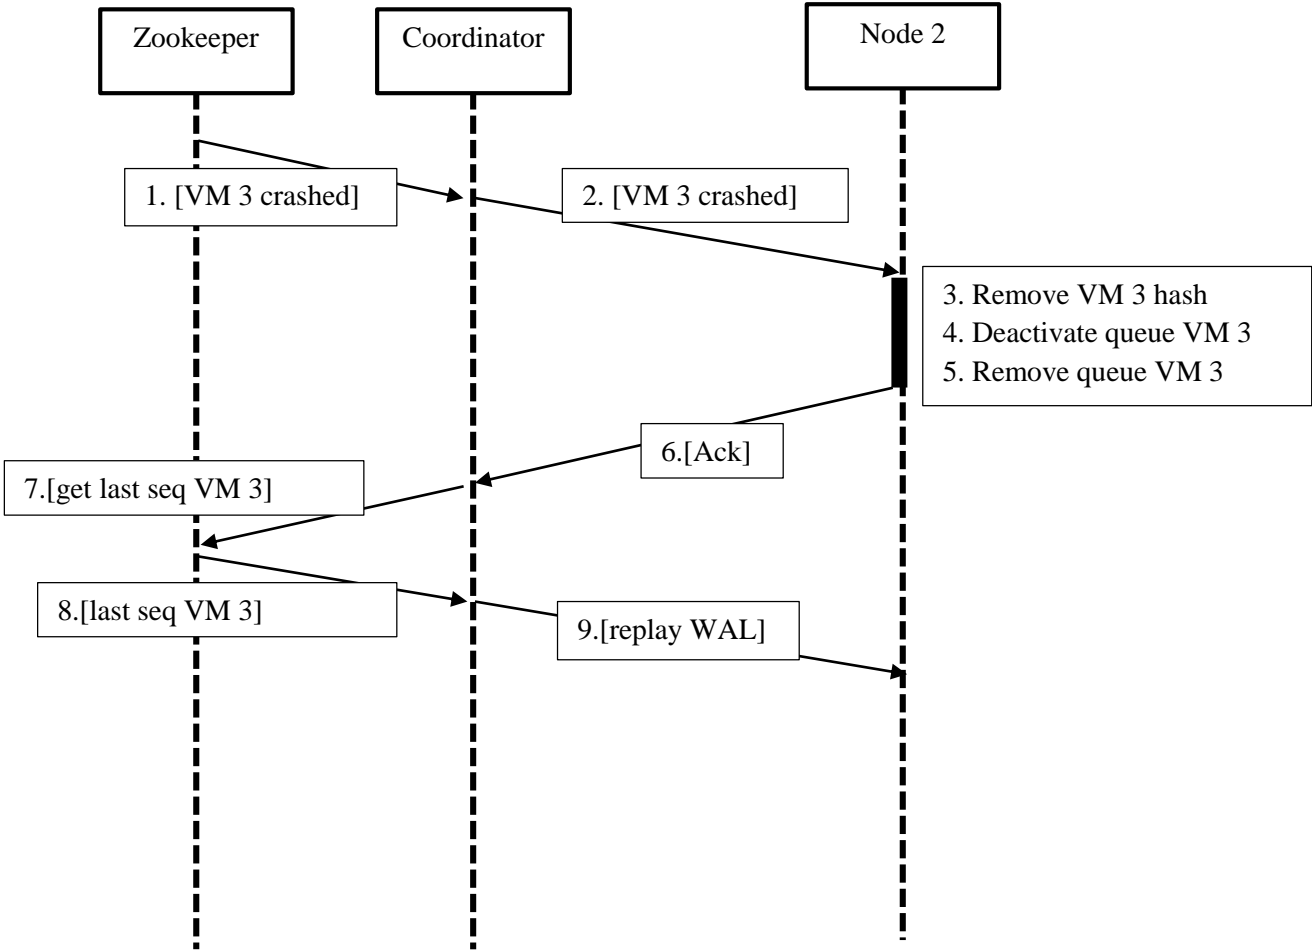 Zookeeper
Coordinator
Node 2
1. [VM 3 crashed]
2. [VM 3 crashed]
3. Remove VM 3 hash
4. Deactivate queue VM 3
5. Remove queue VM 3
6.[Ack]
7.[get last seq VM 3]
8.[last seq VM 3]
9.[replay WAL]